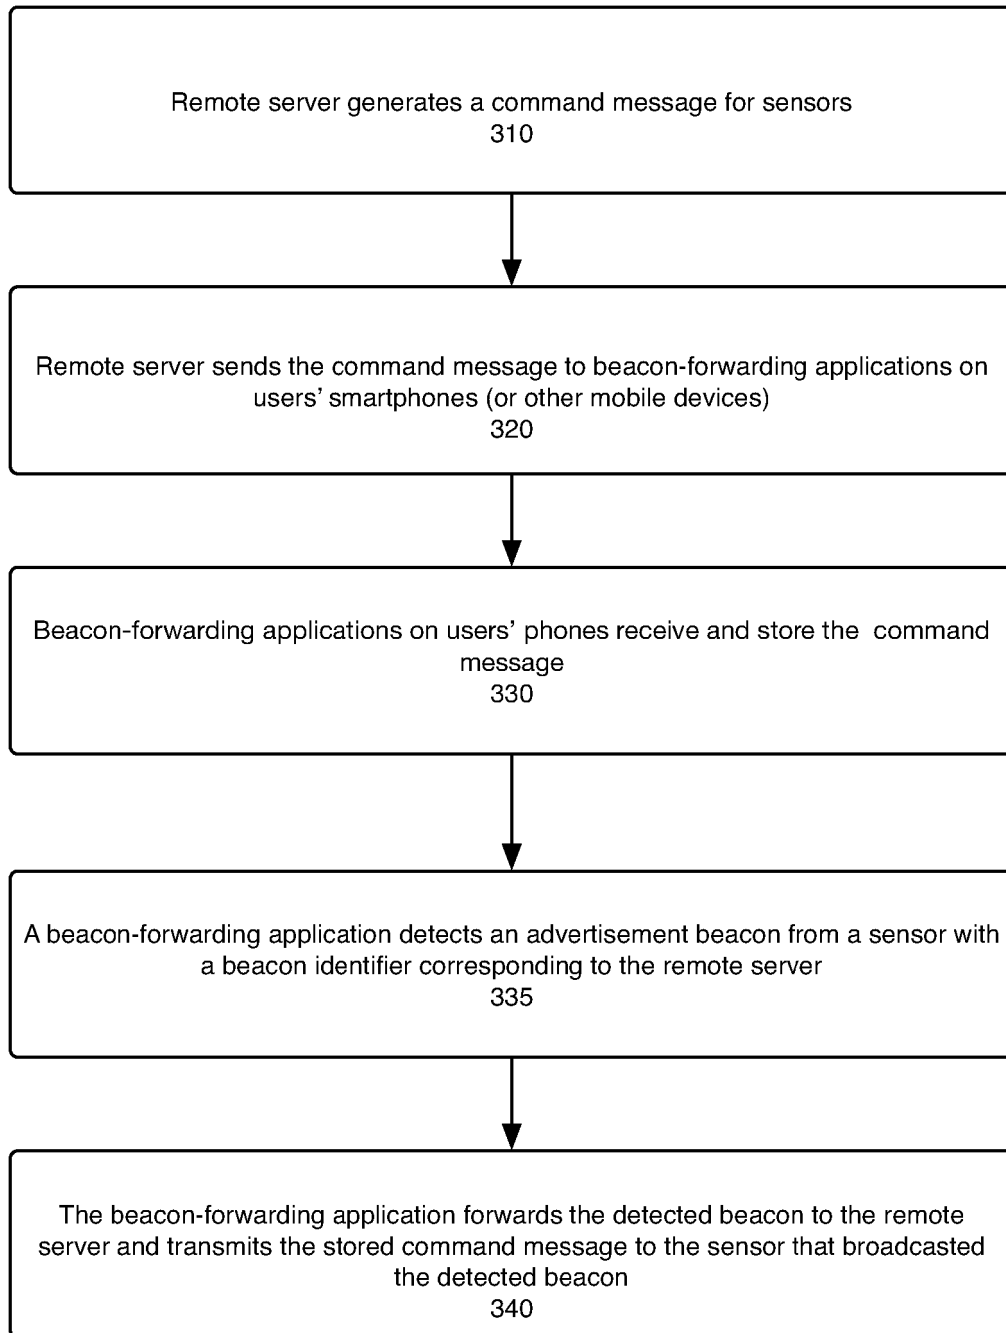 Remote server generates a command message for sensors
310
Remote server sends the command message to beacon-forwarding applications on
users' smartphones (or other mobile devices)
320
Beacon-forwarding applications on users' phones receive and store the  command
message
330
A beacon-forwarding application detects an advertisement beacon from a sensor with
a beacon identifier corresponding to the remote server
335
The beacon-forwarding application forwards the detected beacon to the remote
server and transmits the stored command message to the sensor that broadcasted
the detected beacon
340